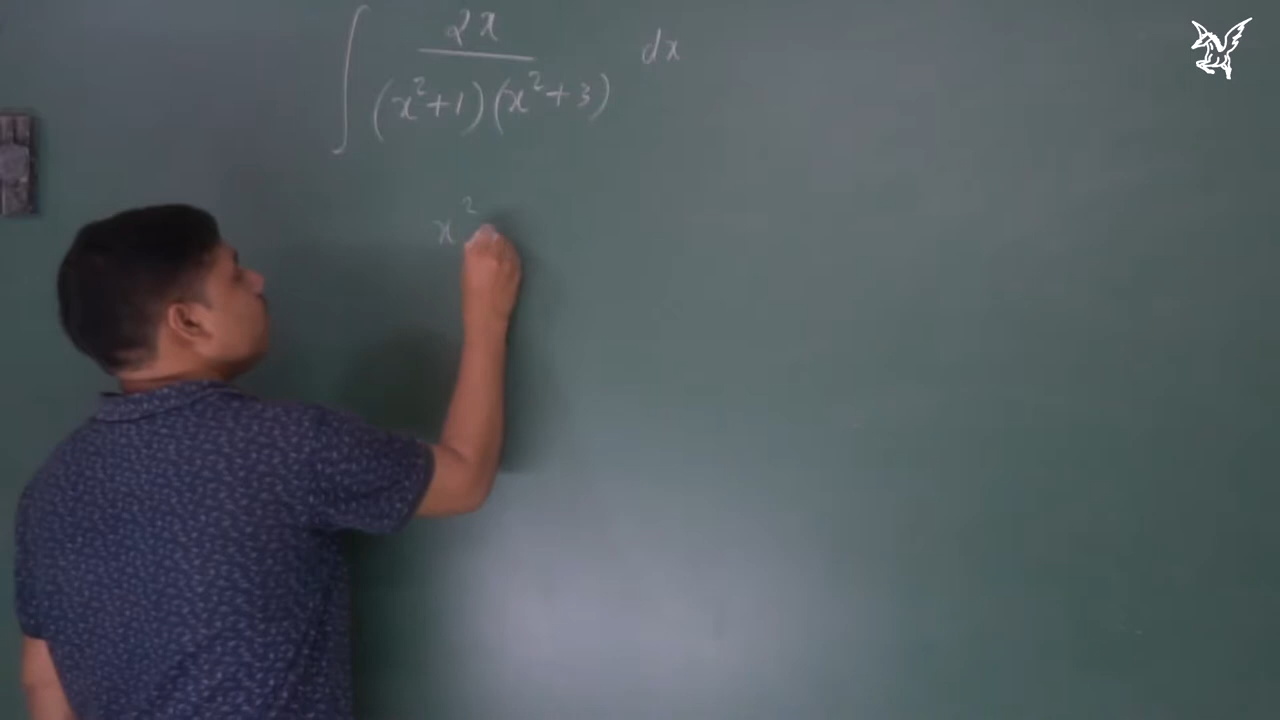 ∫ 2x / (x²+1)(x²+3) dx
x²